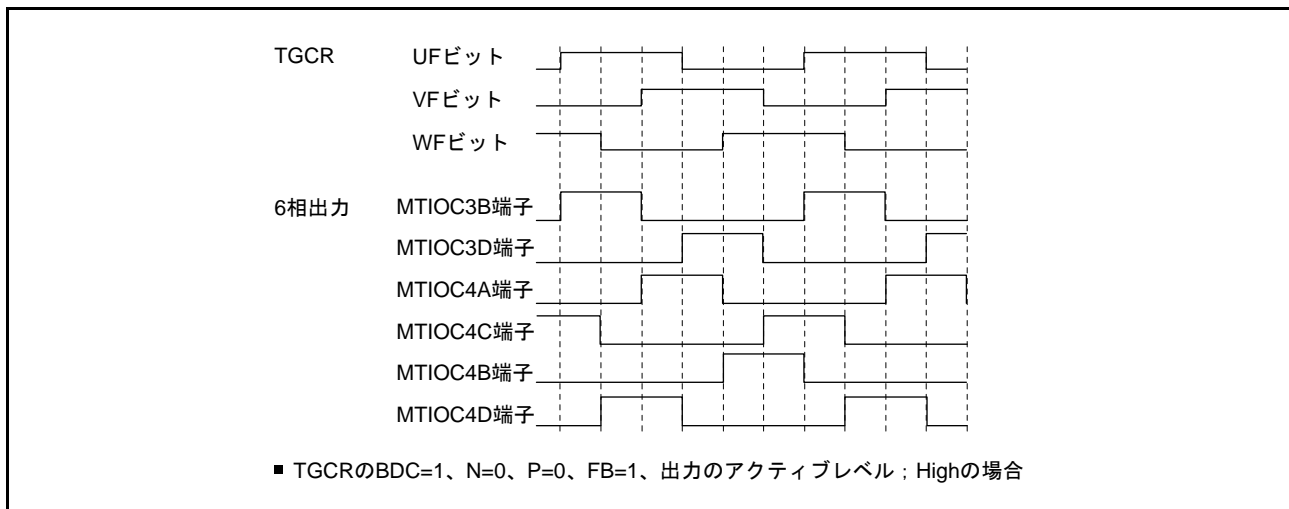 TGCR UFビット
VFビット
WFビット
6相出力 MTIOC3B端子
MTIOC3D端子
MTIOC4A端子
MTIOC4C端子
MTIOC4B端子
MTIOC4D端子
■ TGCRのBDC=1、N=0、P=0、FB=1、出力のアクティブレベル；Highの場合